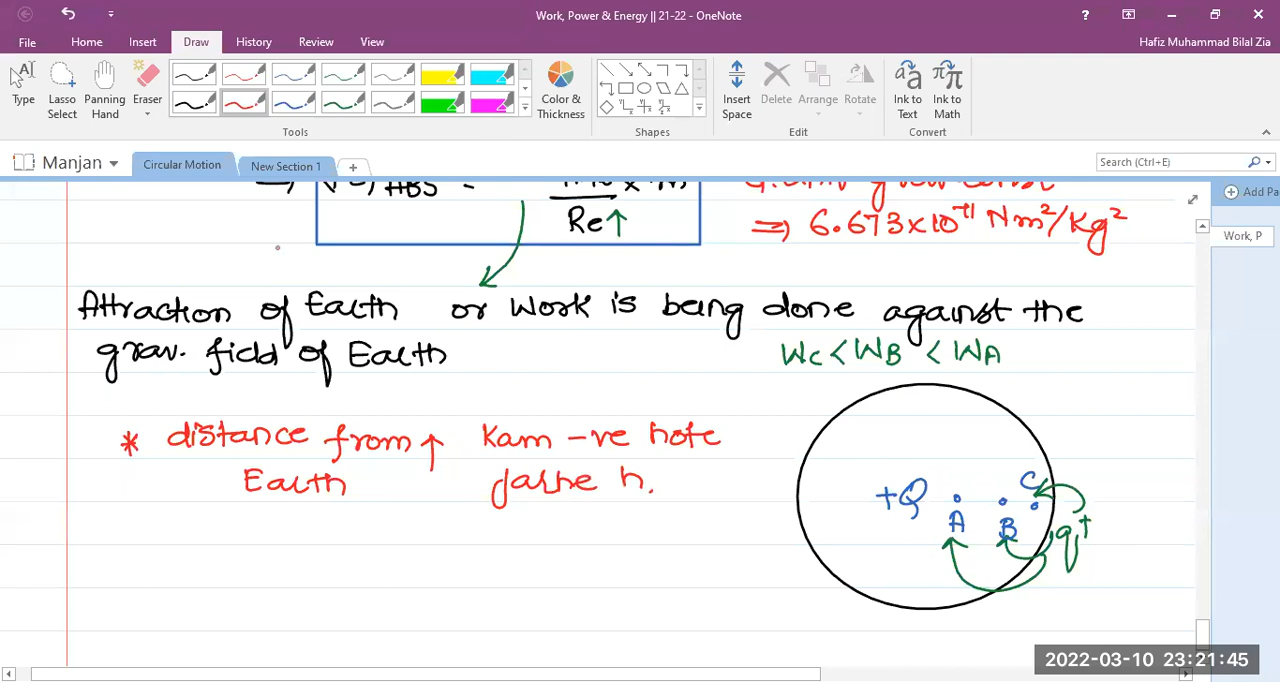 Work, Power & Energy || 21-22 - OneNote
File Home Insert Draw History Review View
Hafiz Muhammad Bilal Zia
Type
Lasso Select
Panning Hand
Eraser
Color & Thickness
Insert Space
Delete
Arrange
Rotate
Ink to Text
Ink to Math
Tools
Shapes
Edit
Convert
Manjan
Circular Motion
New Section 1
Search (Ctrl+E)
Add Pa
Work, P
ABS =
Re↑
⇒ 6.673×10⁻¹¹ Nm²/Kg²
Attraction of Earth or Work is being done against the
grav. field of Earth
Wc < WB < WA
* distance from ↑ Kam -ve hote
Earth jathe h.
C
+Q
A
B
q+
2022-03-10 23:21:45